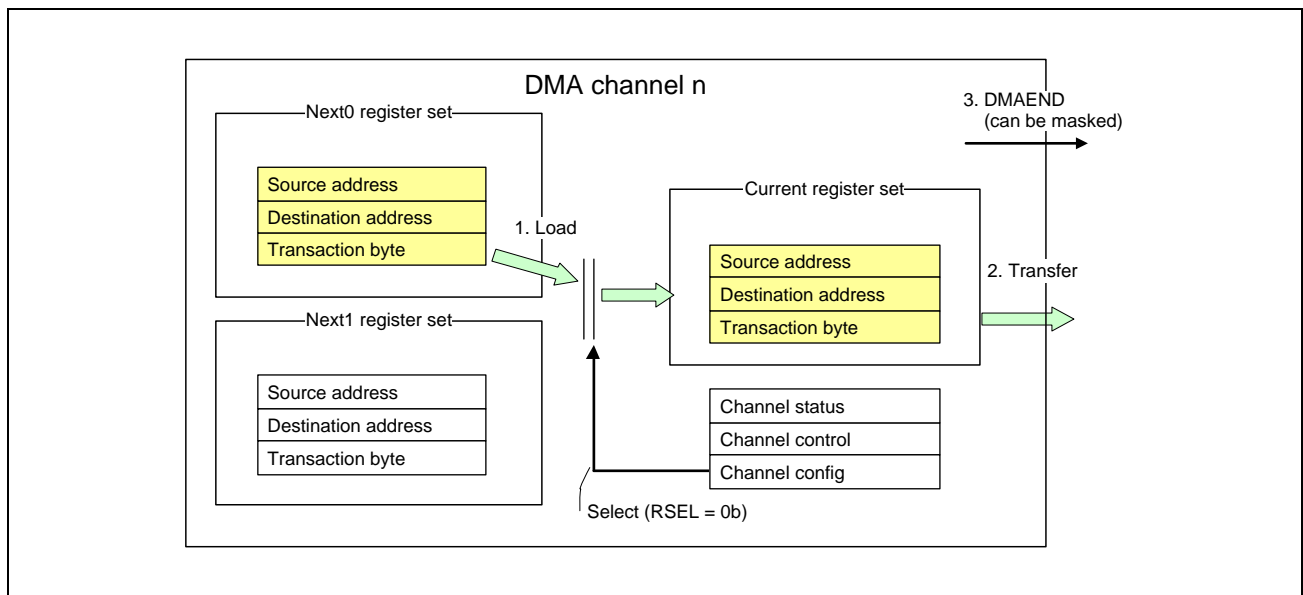 DMA channel n
Next0 register set
Source address
Destination address
Transaction byte
1. Load
Next1 register set
Source address
Destination address
Transaction byte
Current register set
Source address
Destination address
Transaction byte
3. DMAEND
(can be masked)
2. Transfer
Channel status
Channel control
Channel config
Select (RSEL = 0b)